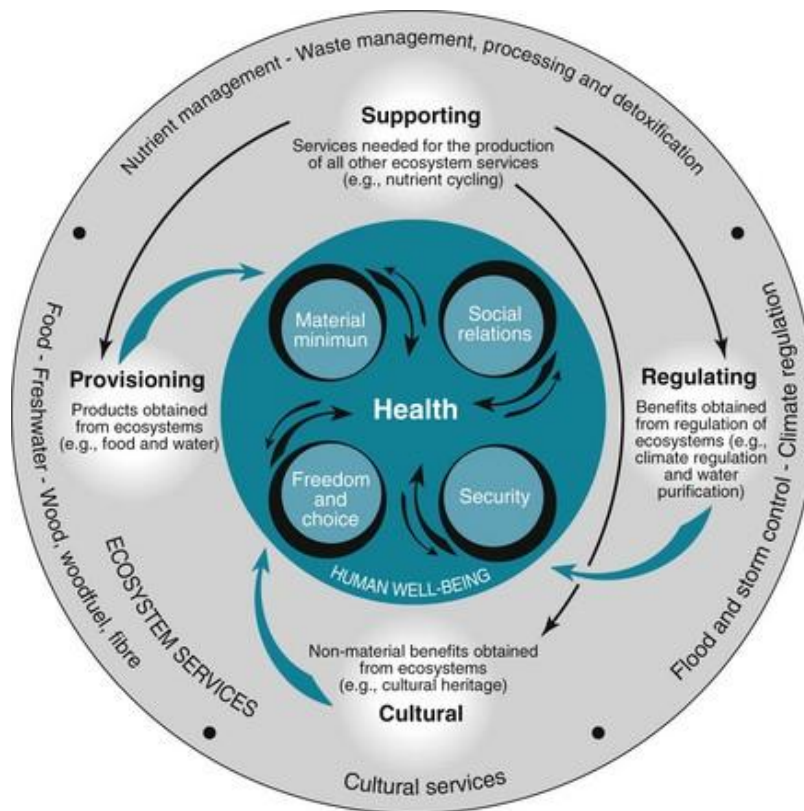 Nutrient management - Waste management, processing and detoxification
Supporting
Services needed for the production
of all other ecosystem services
(e.g., nutrient cycling)
Material
minimun
Social
relations
Food - Freshwater - Wood, woodfuel, fibre
Provisioning
Products obtained
from ecosystems
(e.g., food and water)
Health
Regulating
Benefits obtained
from regulation of
ecosystems (e.g.,
climate regulation
and water
purification)
Flood and storm control - Climate regulation
Freedom
and
choice
Security
HUMAN WELL-BEING
ECOSYSTEM SERVICES
Non-material benefits obtained
from ecosystems
(e.g., cultural heritage)
Cultural
Cultural services